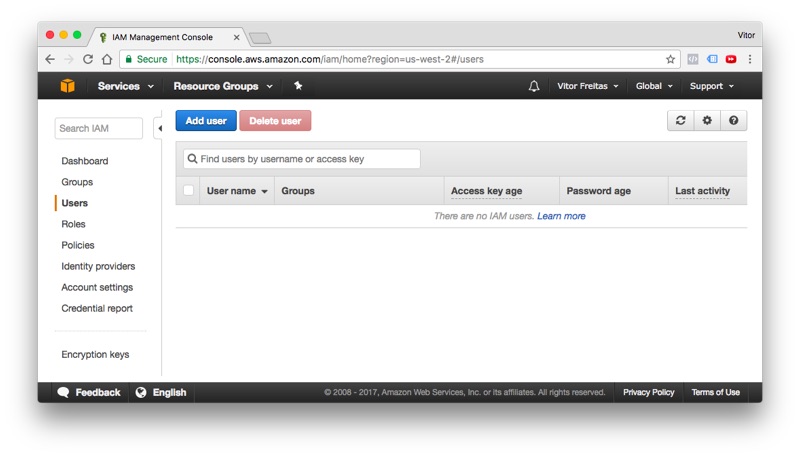 IAM Management Console
Vitor
Secure https://console.aws.amazon.com/iam/home?region=us-west-2#/users
Services Resource Groups Vitor Freitas Global Support
Search IAM
Add user Delete user
Find users by username or access key
Dashboard
Groups
Users
Roles
Policies
Identity providers
Account settings
Credential report
Encryption keys
User name Groups Access key age Password age Last activity
There are no IAM users. Learn more
Feedback English © 2008 - 2017, Amazon Web Services, Inc. or its affiliates. All rights reserved. Privacy Policy Terms of Use